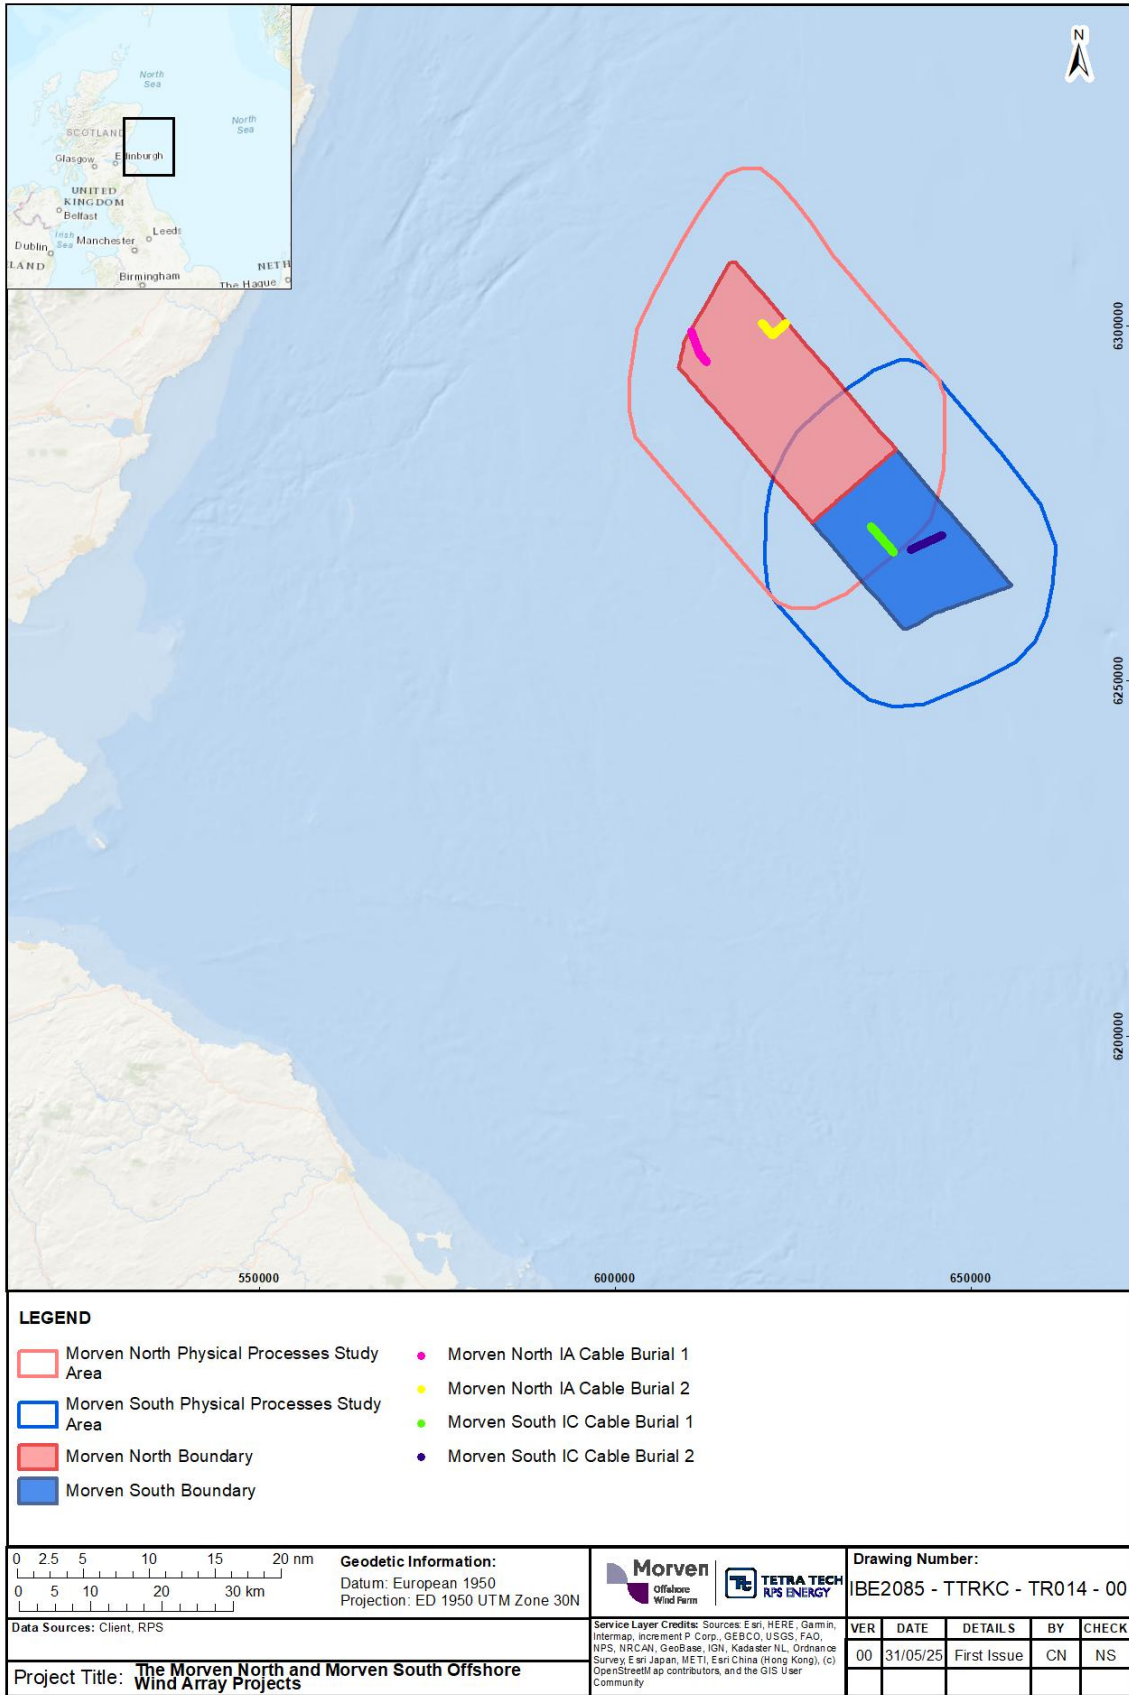 N
North
Sea
North
Sea
SCOTLAND
Glasgow
Edinburgh
UNITED
KINGDOM
Belfast
Irish
Sea
Leeds
Manchester
Dublin
LAND
Birmingham
NETH
The Hague
6300000
6250000
6200000
550000
600000
650000
LEGEND
Morven North Physical Processes Study
Area
Morven South Physical Processes Study
Area
Morven North Boundary
Morven South Boundary
Morven North IA Cable Burial 1
Morven North IA Cable Burial 2
Morven South IC Cable Burial 1
Morven South IC Cable Burial 2
0 2.5 5 10 15 20 nm
0 5 10 20 30 km
Geodetic Information:
Datum: European 1950
Projection: ED 1950 UTM Zone 30N
Data Sources: Client, RPS
Project Title: The Morven North and Morven South Offshore
Wind Array Projects
Morven
Offshore
Wind Farm
TETRA TECH
RPS ENERGY
Service Layer Credits: Sources: Esri, HERE, Garmin,
Intermap, increment P Corp., GEBCO, USGS, FAO,
NPS, NRCAN, GeoBase, IGN, Kadaster NL, Ordnance
Survey, Esri Japan, METI, Esri China (Hong Kong), (c)
OpenStreetMap contributors, and the GIS User
Community
Drawing Number:
IBE2085 - TTRKC - TR014 - 00
VER DATE DETAILS BY CHECK
00 31/05/25 First Issue CN NS